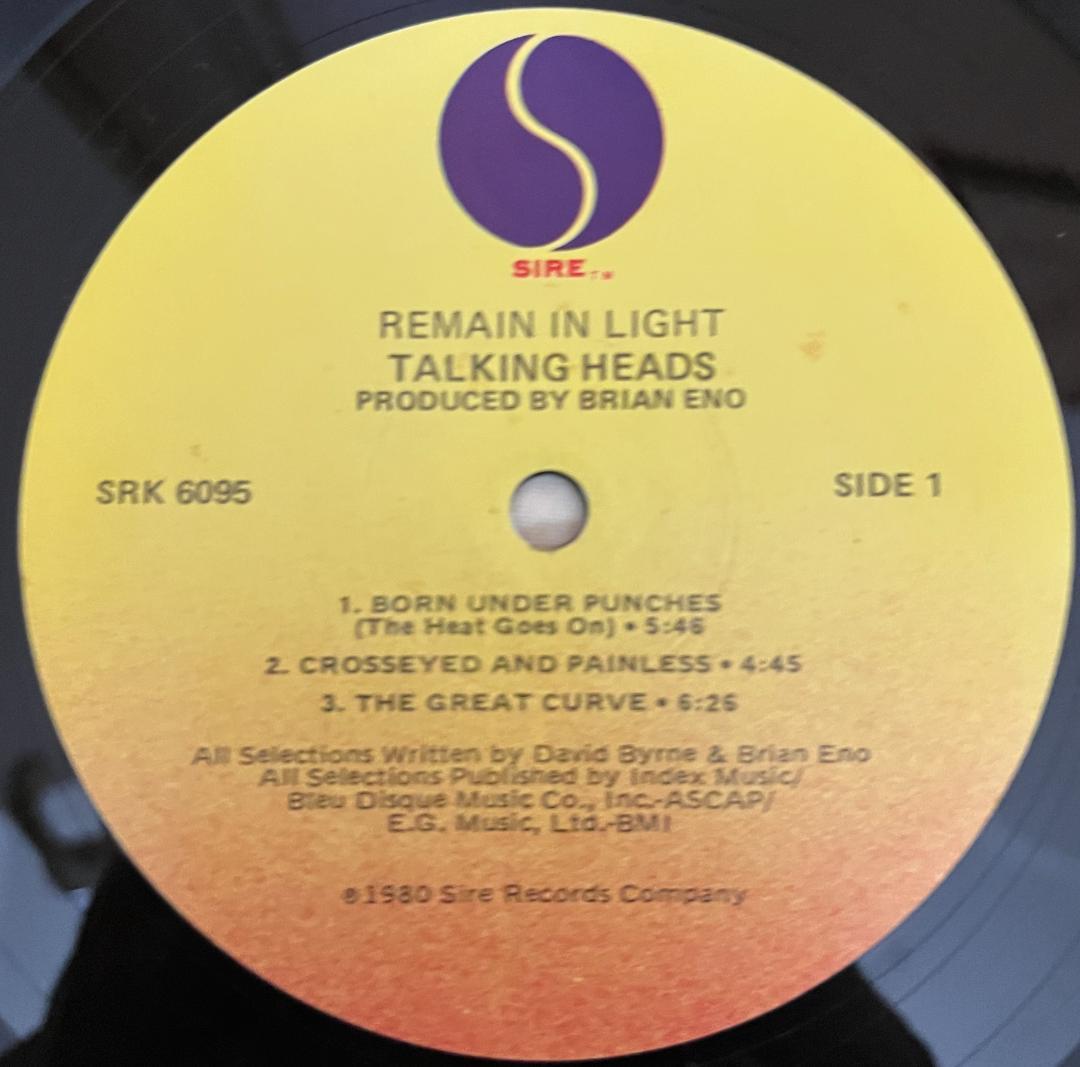 SIRE™
REMAIN IN LIGHT
TALKING HEADS
PRODUCED BY BRIAN ENO
SRK 6095
SIDE 1
1. BORN UNDER PUNCHES
(The Heat Goes On) • 5:46
2. CROSSEYED AND PAINLESS • 4:45
3. THE GREAT CURVE • 6:26
All Selections Written by David Byrne & Brian Eno
All Selections Published by Index Music/
Bleu Disque Music Co., Inc.-ASCAP/
E.G. Music, Ltd.-BMI
℗1980 Sire Records Company